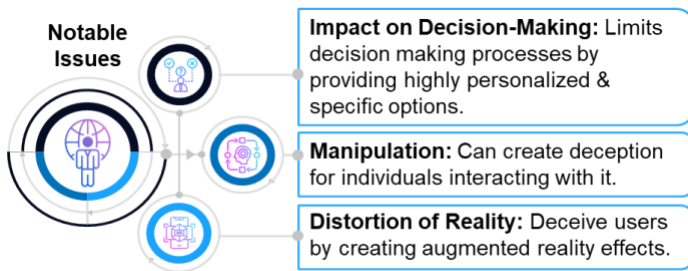 Notable
Issues
Impact on Decision-Making: Limits
decision making processes by
providing highly personalized &
specific options.
Manipulation: Can create deception
for individuals interacting with it.
Distortion of Reality: Deceive users
by creating augmented reality effects.